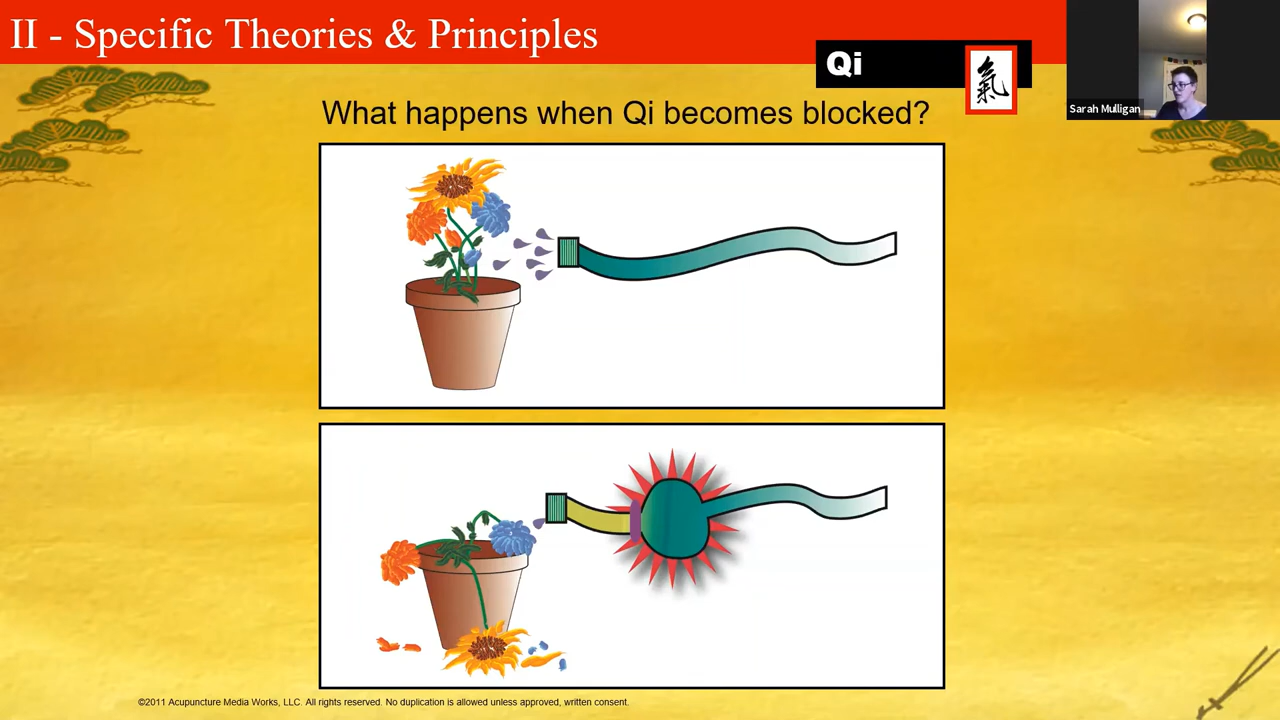 II - Specific Theories & Principles
Qi
氣
Sarah Mulligan
What happens when Qi becomes blocked?
©2011 Acupuncture Media Works, LLC. All rights reserved. No duplication is allowed unless approved, written consent.